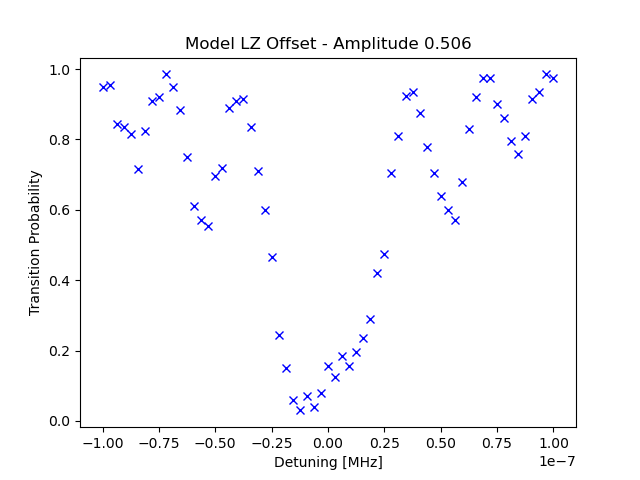 Model LZ Offset - Amplitude 0.506
Transition Probability
1.0
0.8
0.6
0.4
0.2
0.0
−1.00 −0.75 −0.50 −0.25 0.00 0.25 0.50 0.75 1.00
1e−7
Detuning [MHz]